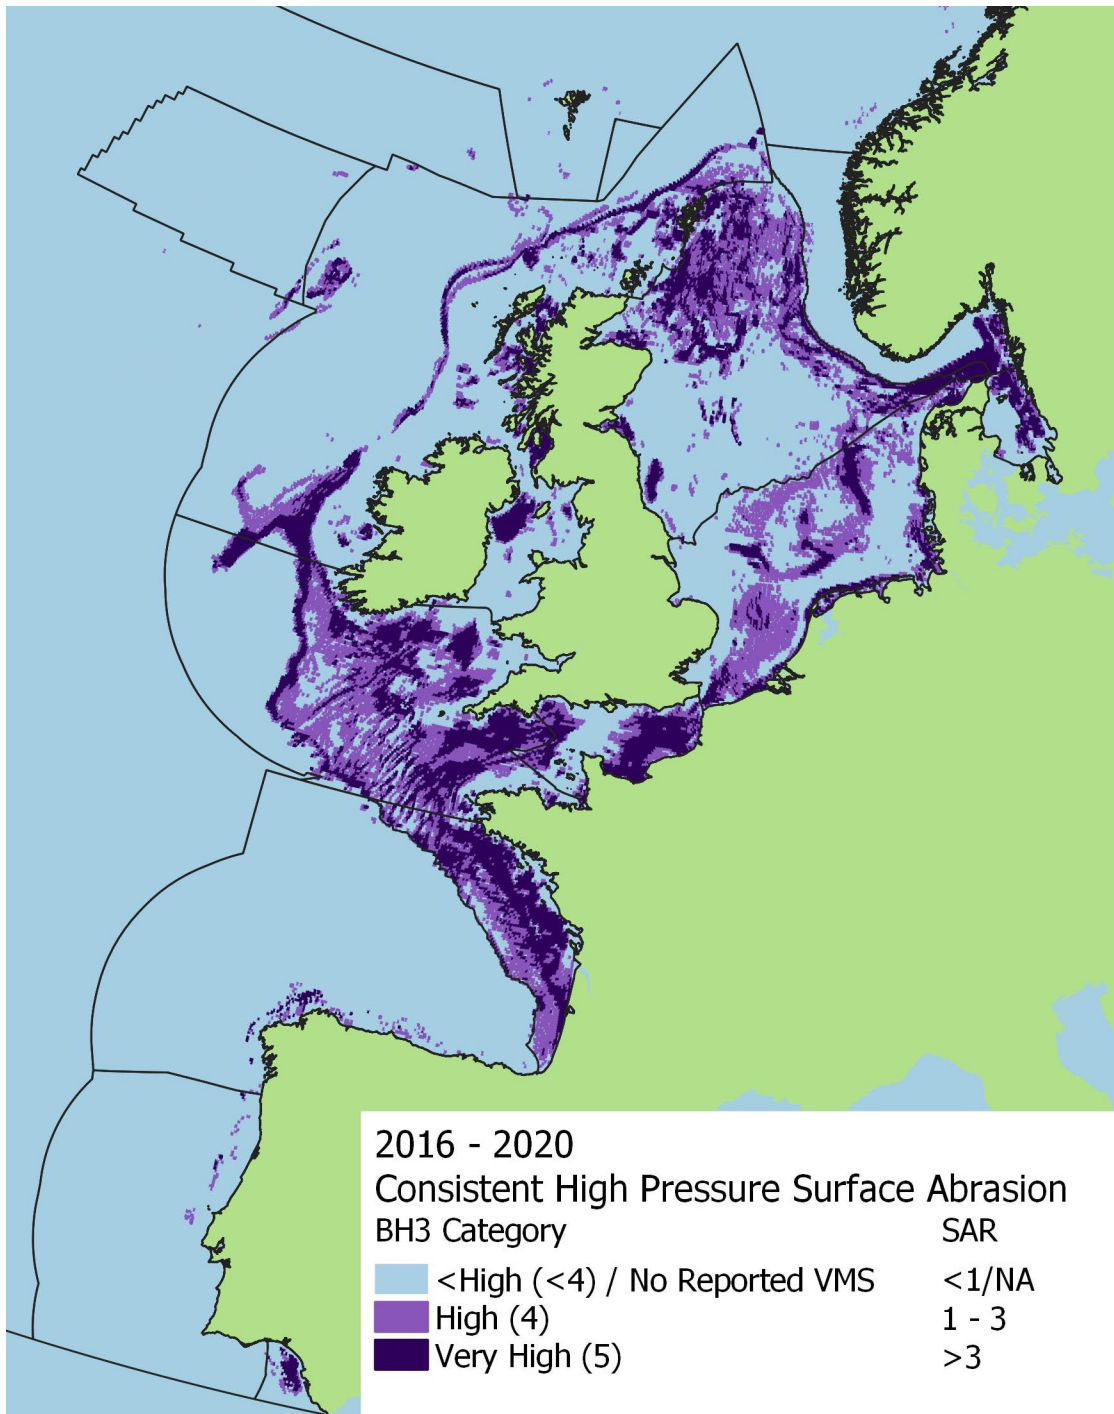 2016 - 2020
Consistent High Pressure Surface Abrasion
BH3 Category SAR
<High (<4) / No Reported VMS <1/NA
High (4) 1 - 3
Very High (5) >3